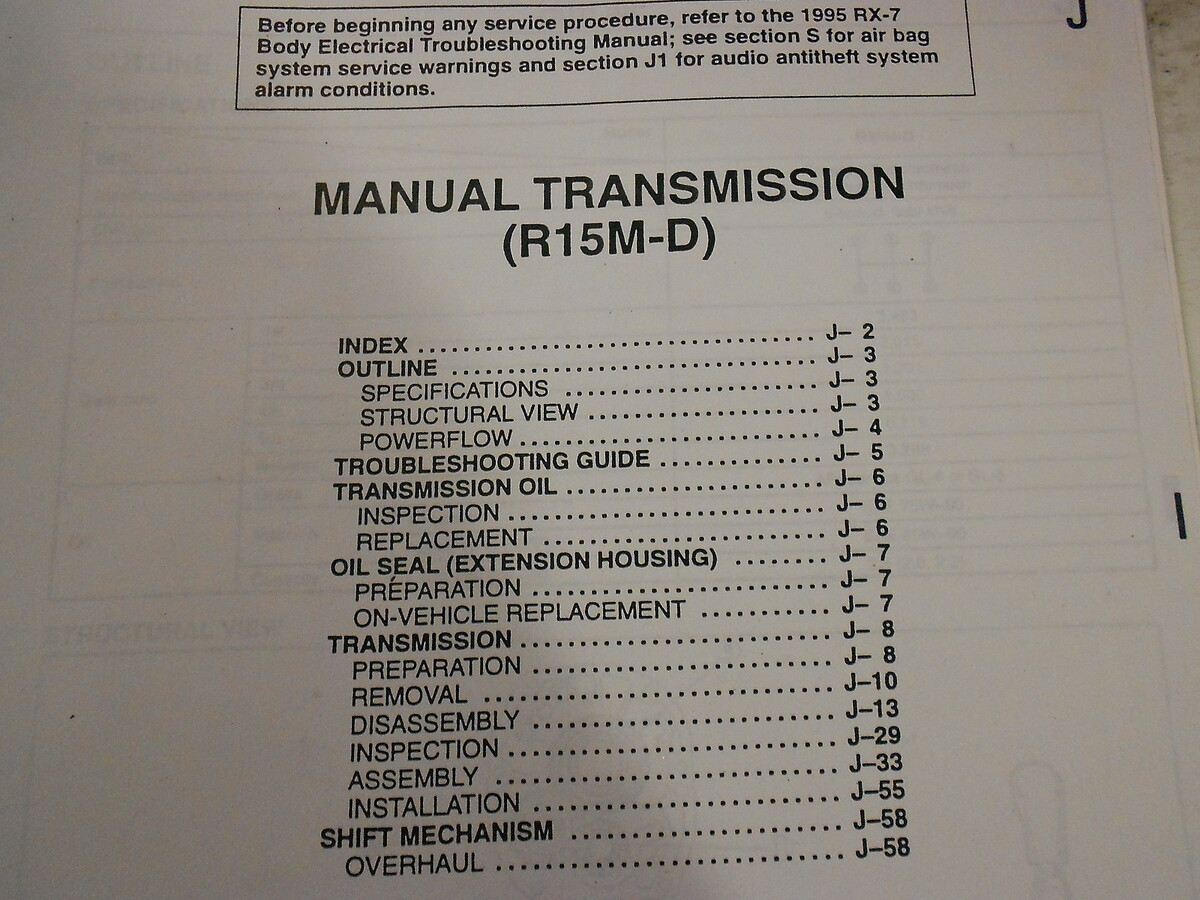 J
Before beginning any service procedure, refer to the 1995 RX-7
Body Electrical Troubleshooting Manual; see section S for air bag
system service warnings and section J1 for audio antitheft system
alarm conditions.
MANUAL TRANSMISSION
(R15M-D)
INDEX .................................... J– 2
OUTLINE ................................. J– 3
SPECIFICATIONS ....................... J– 3
STRUCTURAL VIEW ..................... J– 3
POWERFLOW ........................... J– 4
TROUBLESHOOTING GUIDE .............. J– 5
TRANSMISSION OIL ....................... J– 6
INSPECTION ............................ J– 6
REPLACEMENT ......................... J– 6
OIL SEAL (EXTENSION HOUSING) ........ J– 7
PREPARATION .......................... J– 7
ON-VEHICLE REPLACEMENT ........... J– 7
TRANSMISSION ............................ J– 8
PREPARATION ........................... J– 8
REMOVAL ............................... J–10
DISASSEMBLY ........................... J–13
INSPECTION ............................. J–29
ASSEMBLY ............................... J–33
INSTALLATION ........................... J–55
SHIFT MECHANISM ........................ J–58
OVERHAUL ............................... J–58